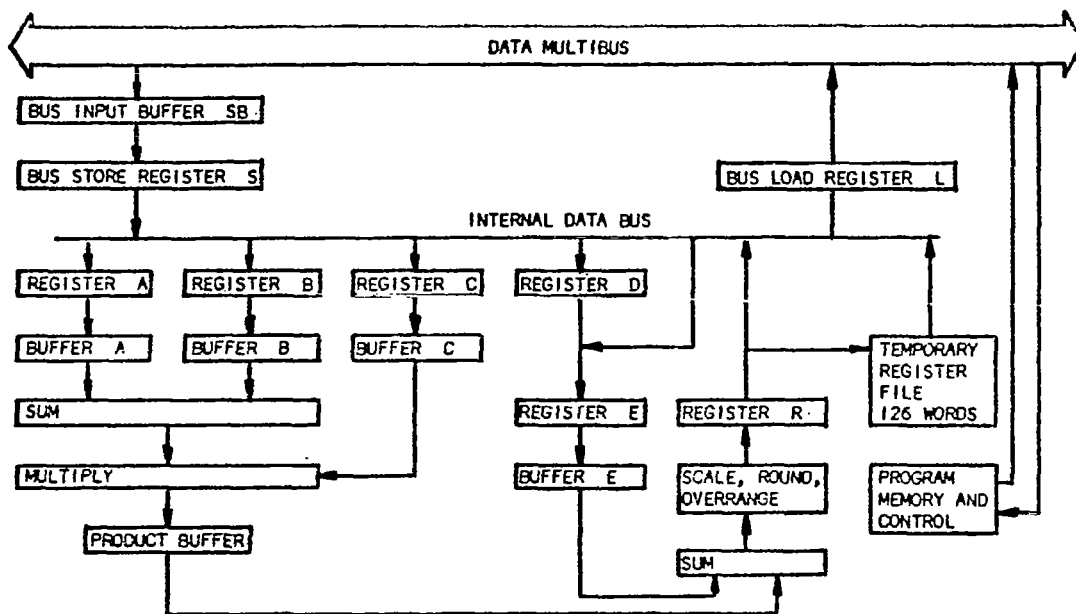 DATA MULTIBUS
BUS INPUT BUFFER SB
BUS STORE REGISTER S
BUS LOAD REGISTER L
INTERNAL DATA BUS
REGISTER A
REGISTER B
REGISTER C
REGISTER D
BUFFER A
BUFFER B
BUFFER C
TEMPORARY
REGISTER
FILE
126 WORDS
SUM
REGISTER E
REGISTER R
MULTIPLY
BUFFER E
SCALE, ROUND,
OVERRANGE
PROGRAM
MEMORY AND
CONTROL
PRODUCT BUFFER
SUM